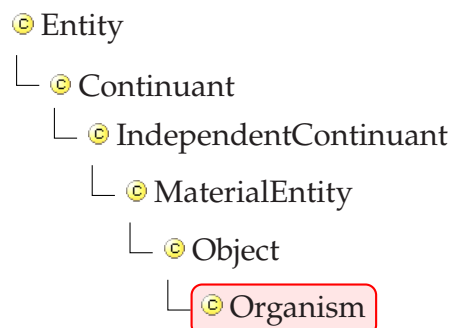 © Entity
© Continuant
© IndependentContinuant
© MaterialEntity
© Object
© Organism